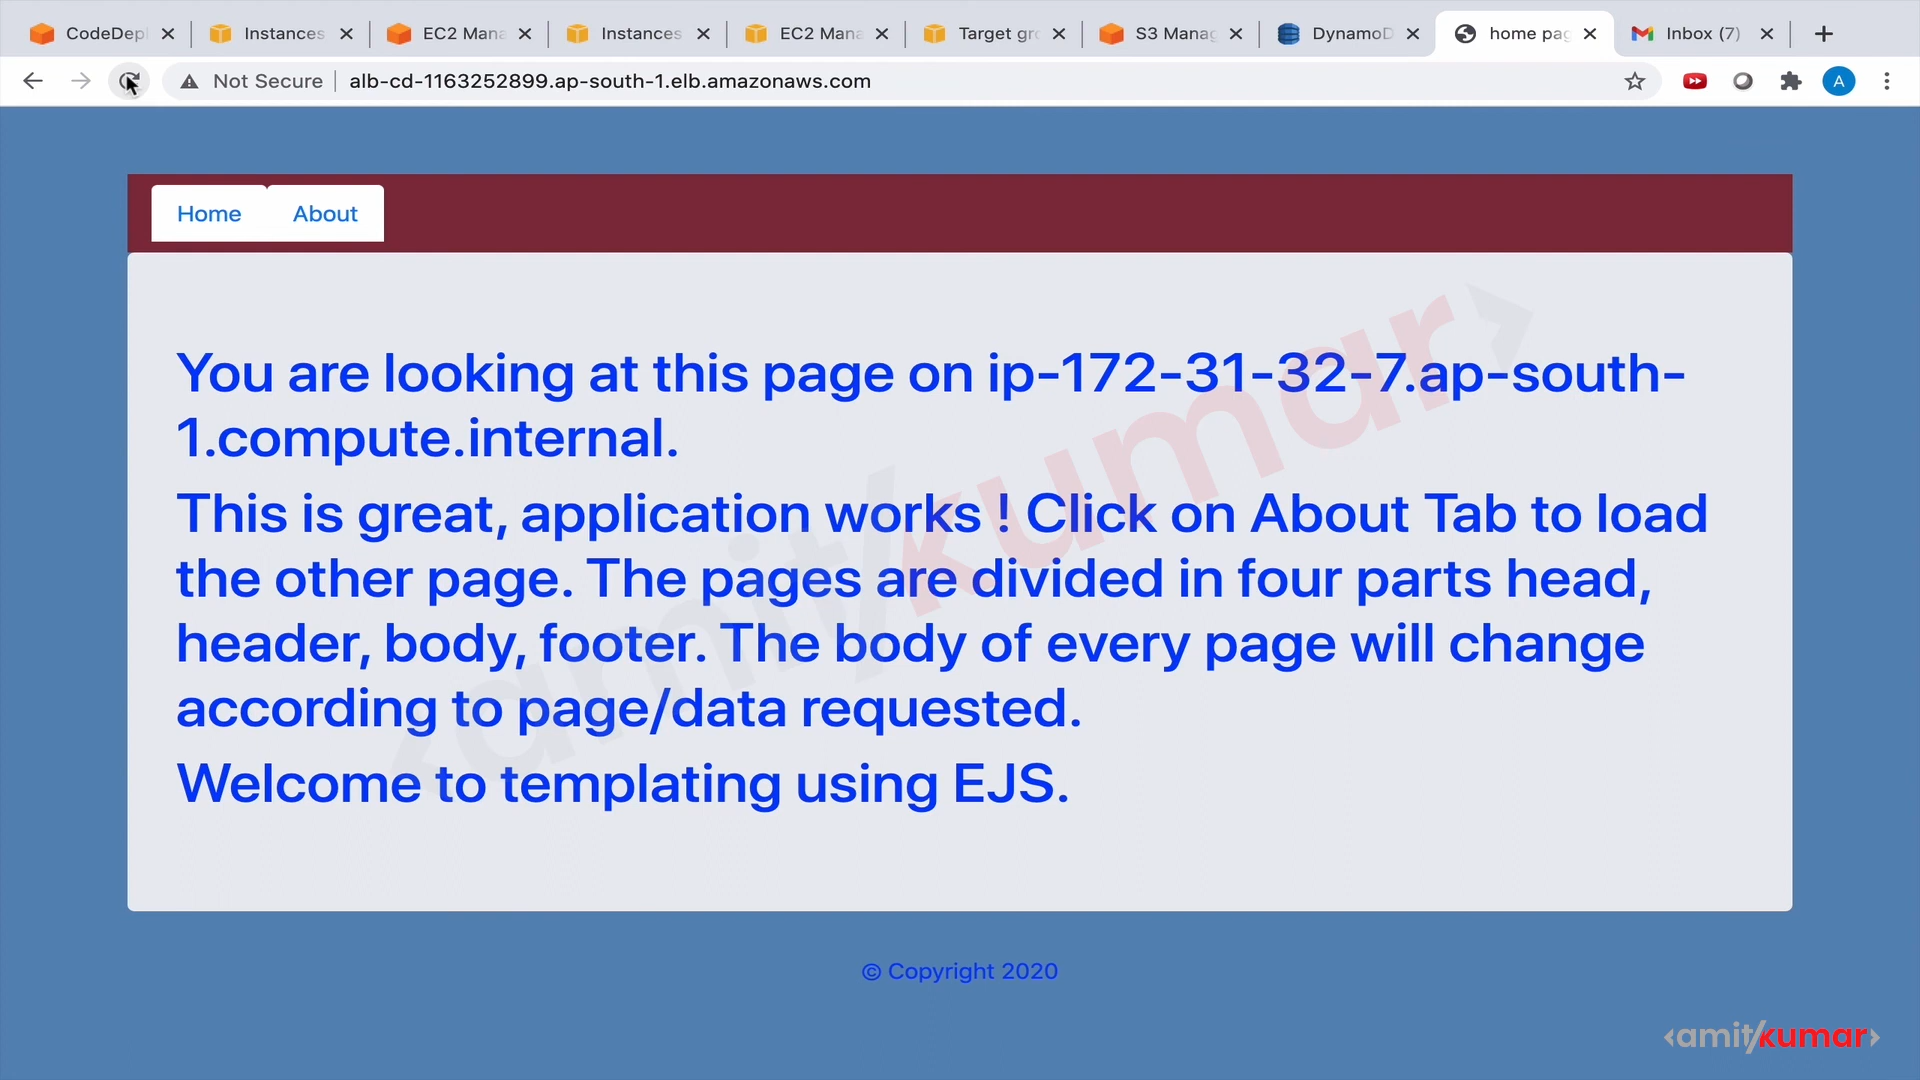 CodeDepl
Instances
EC2 Mana
Instances
EC2 Mana
Target gr
S3 Manag
DynamoD
home pag
Inbox (7)
Not Secure
alb-cd-1163252899.ap-south-1.elb.amazonaws.com
A
Home
About
You are looking at this page on ip-172-31-32-7.ap-south-
1.compute.internal.
This is great, application works ! Click on About Tab to load
the other page. The pages are divided in four parts head,
header, body, footer. The body of every page will change
according to page/data requested.
Welcome to templating using EJS.
<amit/kumar>
© Copyright 2020
<amit/kumar>